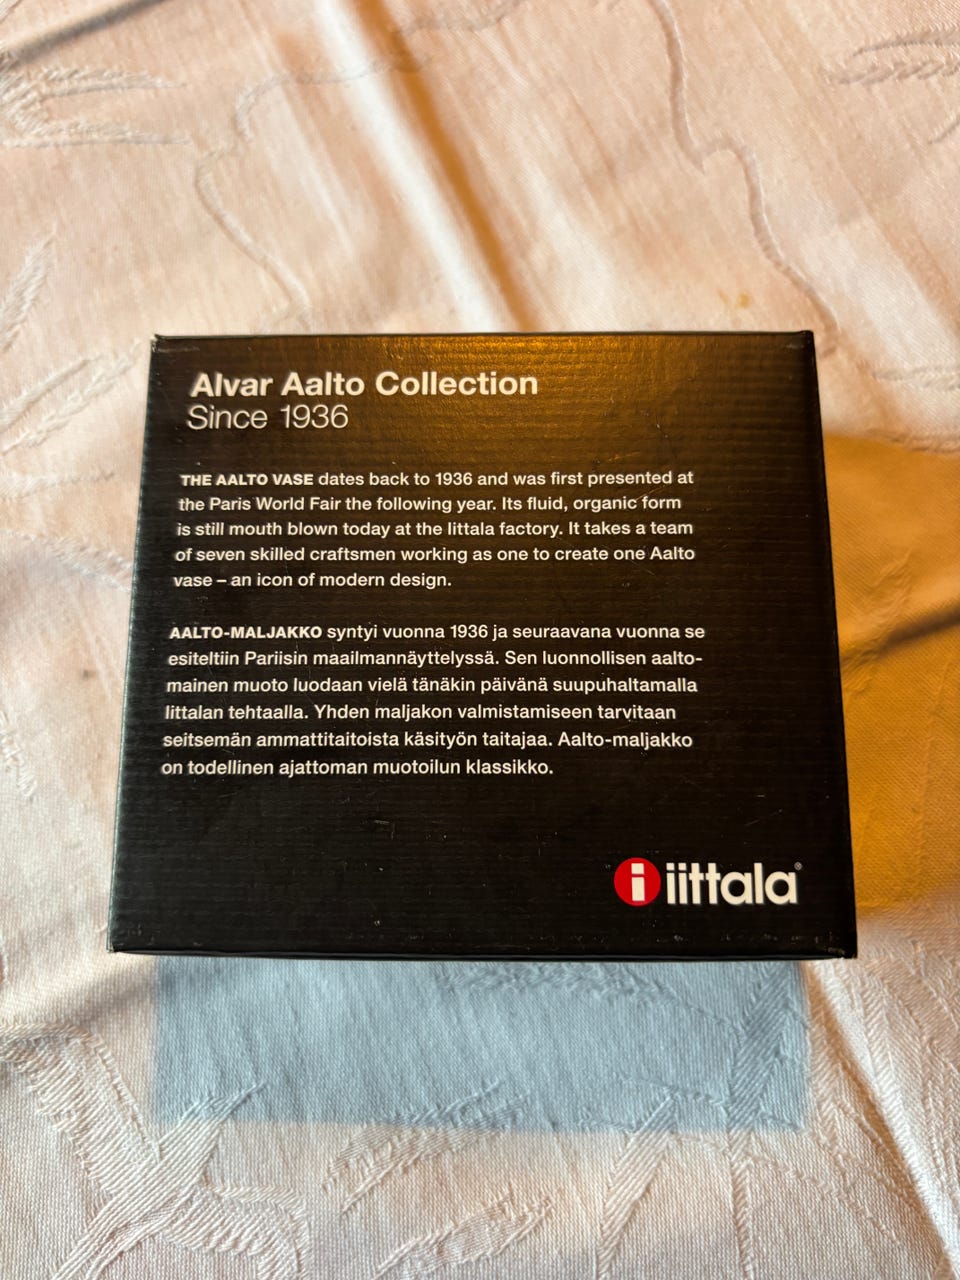 Alvar Aalto Collection
Since 1936
THE AALTO VASE dates back to 1936 and was first presented at
the Paris World Fair the following year. Its fluid, organic form
is still mouth blown today at the Iittala factory. It takes a team
of seven skilled craftsmen working as one to create one Aalto
vase – an icon of modern design.
AALTO-MALJAKKO syntyi vuonna 1936 ja seuraavana vuonna se
esiteltiin Pariisin maailmannäyttelyssä. Sen luonnollisen aalto-
mainen muoto luodaan vielä tänäkin päivänä suupuhaltamalla
Iittalan tehtaalla. Yhden maljakon valmistamiseen tarvitaan
seitsemän ammattitaitoista käsityön taitajaa. Aalto-maljakko
on todellinen ajattoman muotoilun klassikko.
i iittala®